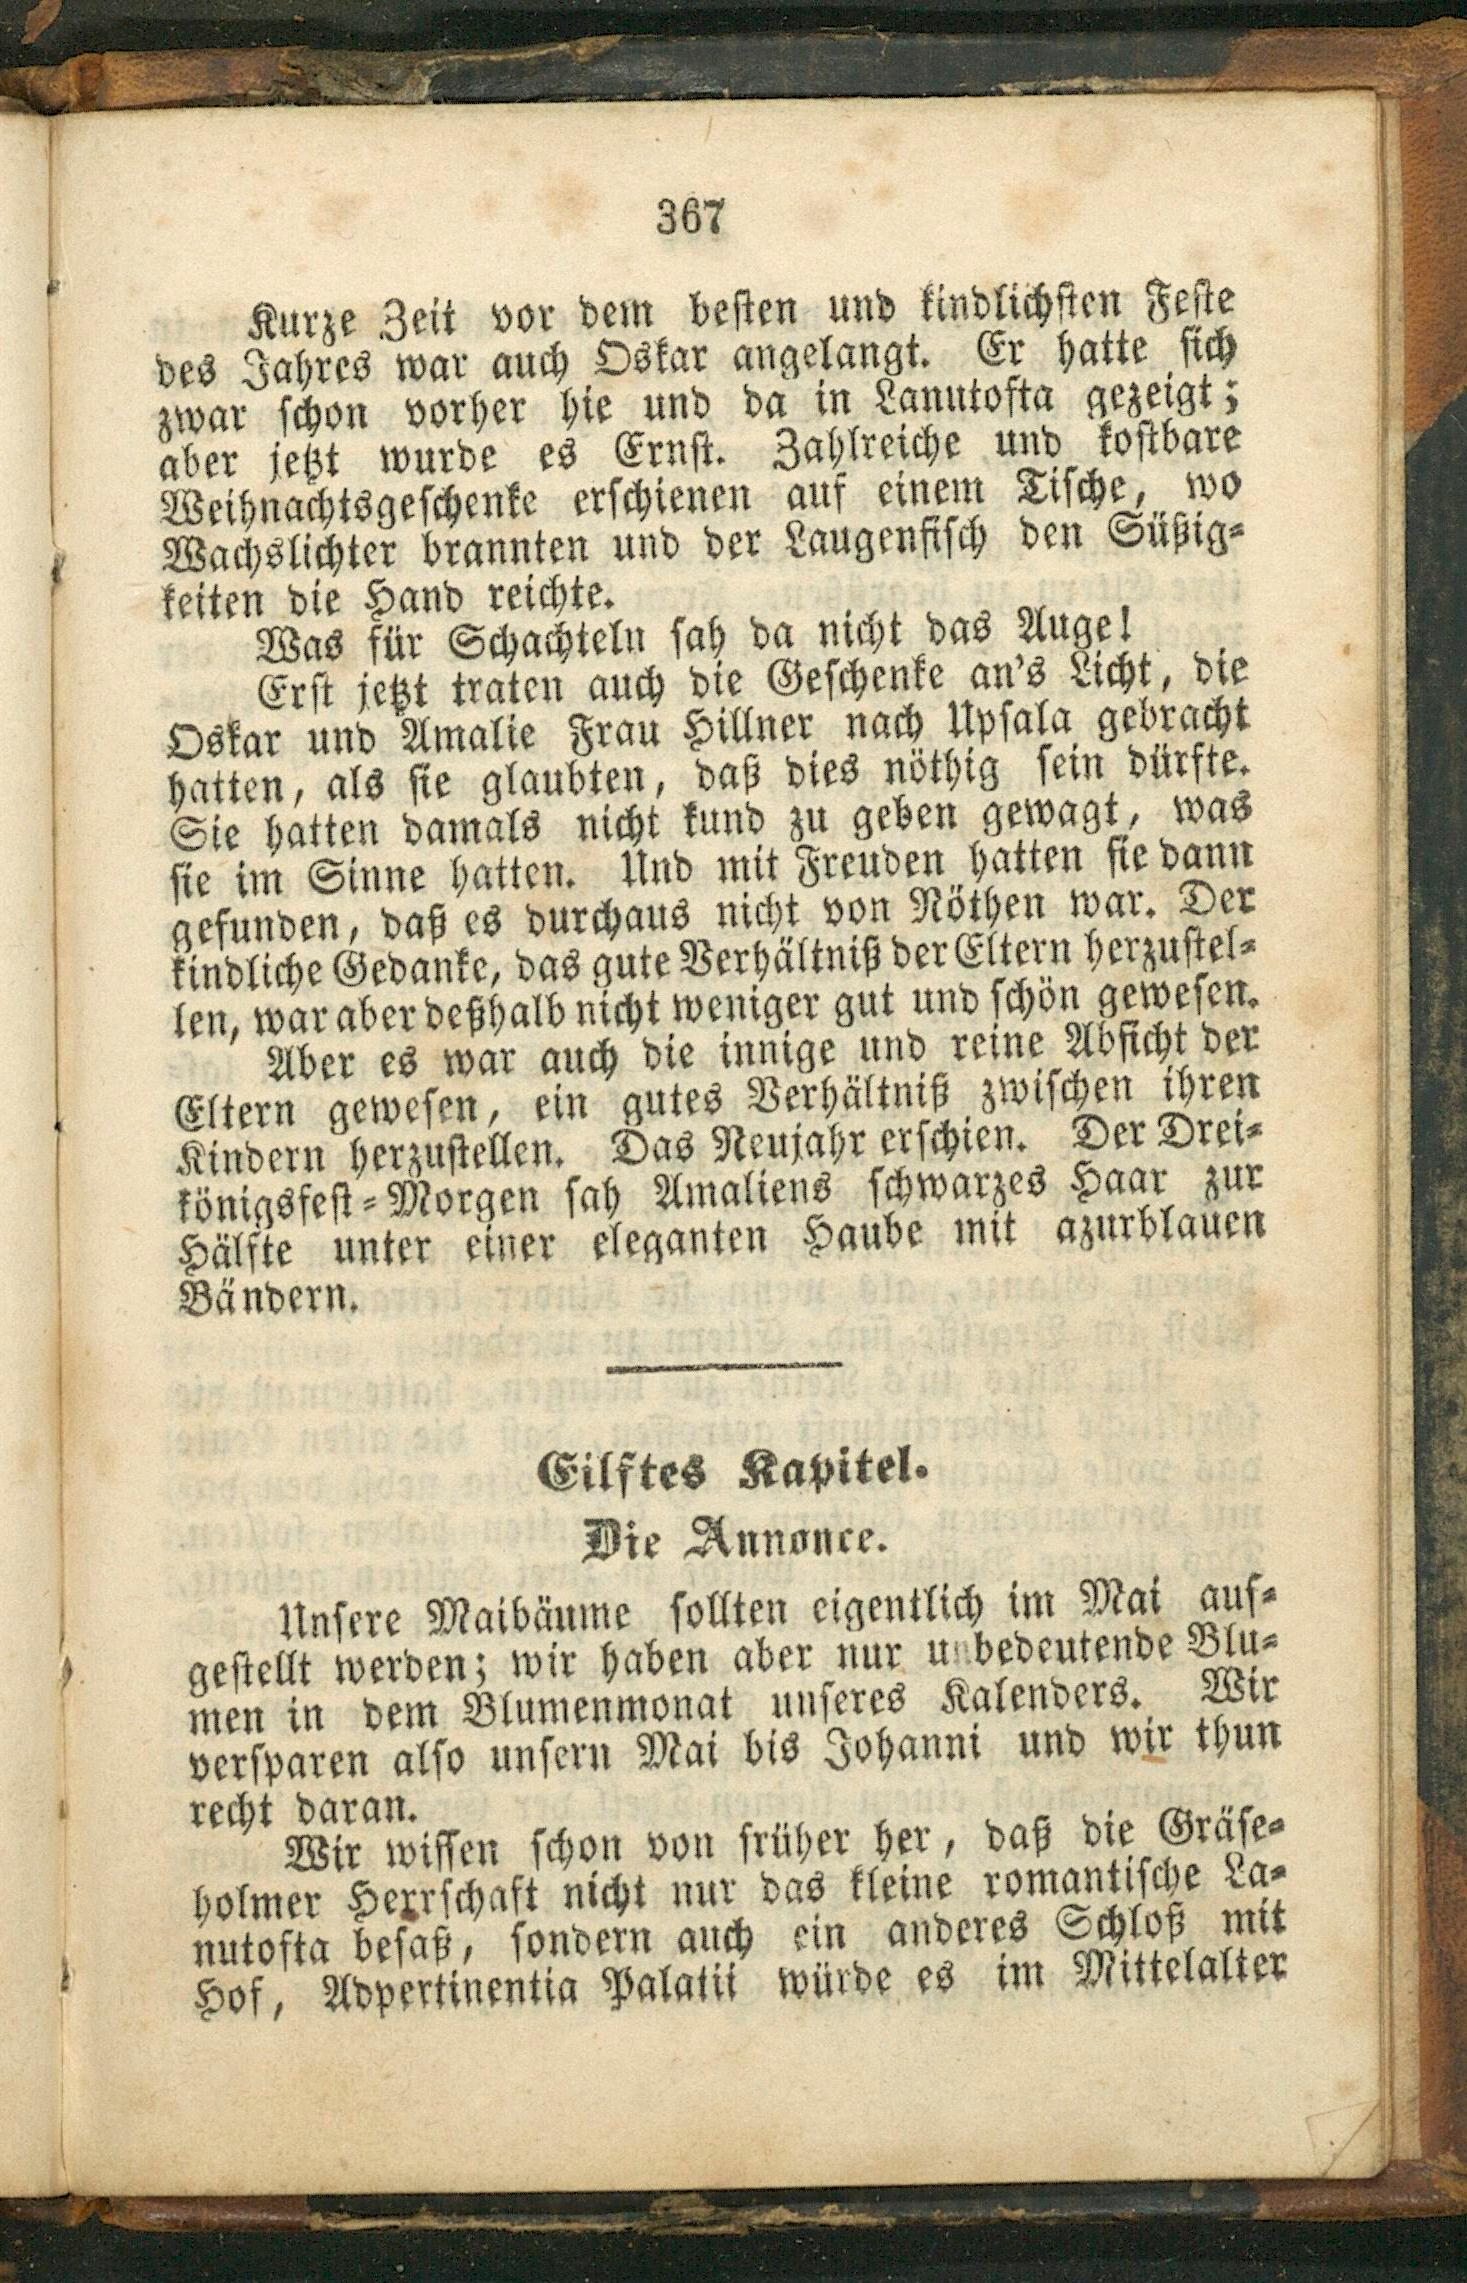 367
Kurze Zeit vor dem besten und kindlichsten Feste
des Jahres war auch Oskar angelangt. Er hatte sich
zwar schon vorher hie und da in Lanutofta gezeigt;
aber jetzt wurde es Ernst. Zahlreiche und kostbare
Weihnachtsgeschenke erschienen auf einem Tische, wo
Wachslichter brannten und der Laugenfisch den Süßig-
keiten die Hand reichte.
Was für Schachteln sah da nicht das Auge!
Erst jetzt traten auch die Geschenke an's Licht, die
Oskar und Amalie Frau Hillner nach Upsala gebracht
hatten, als sie glaubten, daß dies nöthig sein dürfte.
Sie hatten damals nicht kund zu geben gewagt, was
sie im Sinne hatten. Und mit Freuden hatten sie dann
gefunden, daß es durchaus nicht von Nöthen war. Der
kindliche Gedanke, das gute Verhältniß der Eltern herzustel-
len, war aber deßhalb nicht weniger gut und schön gewesen.
Aber es war auch die innige und reine Absicht der
Eltern gewesen, ein gutes Verhältniß zwischen ihren
Kindern herzustellen. Das Neujahr erschien. Der Drei-
königsfest-Morgen sah Amaliens schwarzes Haar zur
Hälfte unter einer eleganten Haube mit azurblauen
Bändern.
Eilftes Kapitel.
Die Annonce.
Unsere Maibäume sollten eigentlich im Mai auf-
gestellt werden; wir haben aber nur unbedeutende Blu-
men in dem Blumenmonat unseres Kalenders. Wir
versparen also unsern Mai bis Johanni und wir thun
recht daran.
Wir wissen schon von früher her, daß die Gräse-
holmer Herrschaft nicht nur das kleine romantische La-
nutofta besaß, sondern auch ein anderes Schloß mit
Hof, Adpertinentia Palatii würde es im Mittelalter